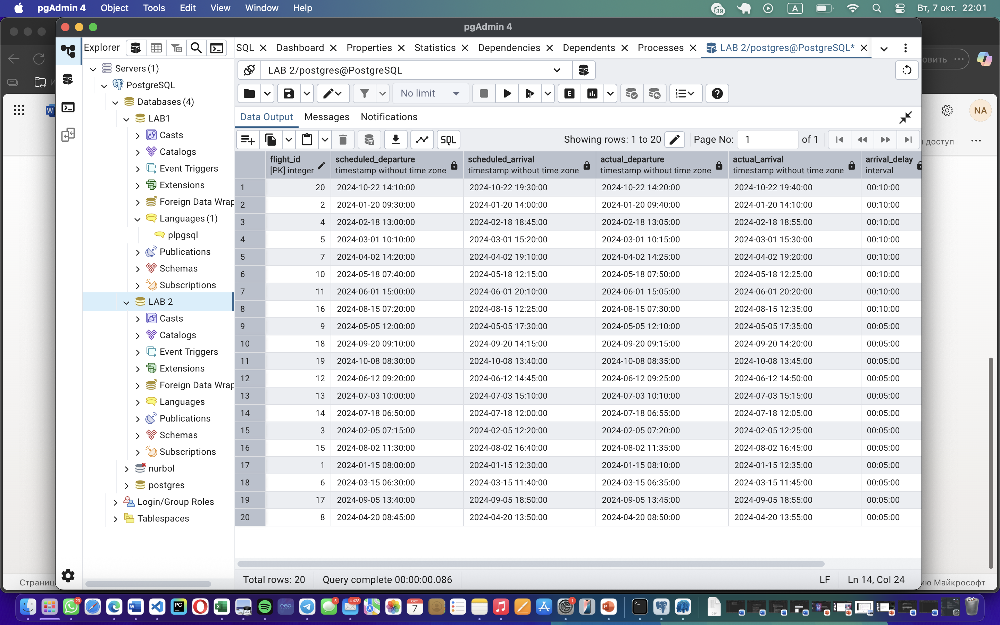 pgAdmin 4 Object Tools Edit View Window Help 39 A Вт, 7 окт. 22:01
pgAdmin 4
Explorer SQL Dashboard Properties Statistics Dependencies Dependents Processes LAB 2/postgres@PostgreSQL*
LAB 2/postgres@PostgreSQL
No limit
Data Output Messages Notifications
SQL Showing rows: 1 to 20 Page No: 1 of 1
Servers (1)
PostgreSQL
Databases (4)
LAB1
Casts
Catalogs
Event Triggers
Extensions
Foreign Data Wrap
Languages (1)
plpgsql
Publications
Schemas
Subscriptions
LAB 2
Casts
Catalogs
Event Triggers
Extensions
Foreign Data Wrap
Languages
Publications
Schemas
Subscriptions
nurbol
postgres
Login/Group Roles
Tablespaces
flight_id scheduled_departure scheduled_arrival actual_departure actual_arrival arrival_delay
[PK] integer timestamp without time zone timestamp without time zone timestamp without time zone timestamp without time zone interval
1 20 2024-10-22 14:10:00 2024-10-22 19:30:00 2024-10-22 14:20:00 2024-10-22 19:40:00 00:10:00
2 2 2024-01-20 09:30:00 2024-01-20 14:00:00 2024-01-20 09:40:00 2024-01-20 14:10:00 00:10:00
3 4 2024-02-18 13:00:00 2024-02-18 18:45:00 2024-02-18 13:05:00 2024-02-18 18:55:00 00:10:00
4 5 2024-03-01 10:10:00 2024-03-01 15:20:00 2024-03-01 10:15:00 2024-03-01 15:30:00 00:10:00
5 7 2024-04-02 14:20:00 2024-04-02 19:10:00 2024-04-02 14:25:00 2024-04-02 19:20:00 00:10:00
6 10 2024-05-18 07:40:00 2024-05-18 12:15:00 2024-05-18 07:50:00 2024-05-18 12:25:00 00:10:00
7 11 2024-06-01 15:00:00 2024-06-01 20:10:00 2024-06-01 15:05:00 2024-06-01 20:20:00 00:10:00
8 16 2024-08-15 07:20:00 2024-08-15 12:25:00 2024-08-15 07:30:00 2024-08-15 12:35:00 00:10:00
9 9 2024-05-05 12:00:00 2024-05-05 17:30:00 2024-05-05 12:10:00 2024-05-05 17:35:00 00:05:00
10 18 2024-09-20 09:10:00 2024-09-20 14:15:00 2024-09-20 09:15:00 2024-09-20 14:20:00 00:05:00
11 19 2024-10-08 08:30:00 2024-10-08 13:40:00 2024-10-08 08:35:00 2024-10-08 13:45:00 00:05:00
12 12 2024-06-12 09:20:00 2024-06-12 14:45:00 2024-06-12 09:25:00 2024-06-12 14:50:00 00:05:00
13 13 2024-07-03 10:00:00 2024-07-03 15:10:00 2024-07-03 10:10:00 2024-07-03 15:15:00 00:05:00
14 14 2024-07-18 06:50:00 2024-07-18 12:00:00 2024-07-18 06:55:00 2024-07-18 12:05:00 00:05:00
15 3 2024-02-05 07:15:00 2024-02-05 12:20:00 2024-02-05 07:20:00 2024-02-05 12:25:00 00:05:00
16 15 2024-08-02 11:30:00 2024-08-02 16:40:00 2024-08-02 11:35:00 2024-08-02 16:45:00 00:05:00
17 1 2024-01-15 08:00:00 2024-01-15 12:30:00 2024-01-15 08:10:00 2024-01-15 12:35:00 00:05:00
18 6 2024-03-15 06:30:00 2024-03-15 11:40:00 2024-03-15 06:35:00 2024-03-15 11:45:00 00:05:00
19 17 2024-09-05 13:40:00 2024-09-05 18:50:00 2024-09-05 13:45:00 2024-09-05 18:55:00 00:05:00
20 8 2024-04-20 08:45:00 2024-04-20 13:50:00 2024-04-20 08:50:00 2024-04-20 13:55:00 00:05:00
Total rows: 20 Query complete 00:00:00.086 LF Ln 14, Col 24
овить
NA
доступ
Страниц
ию Майкрософт
23 PC 5 4 428 ОКТ. 7 1